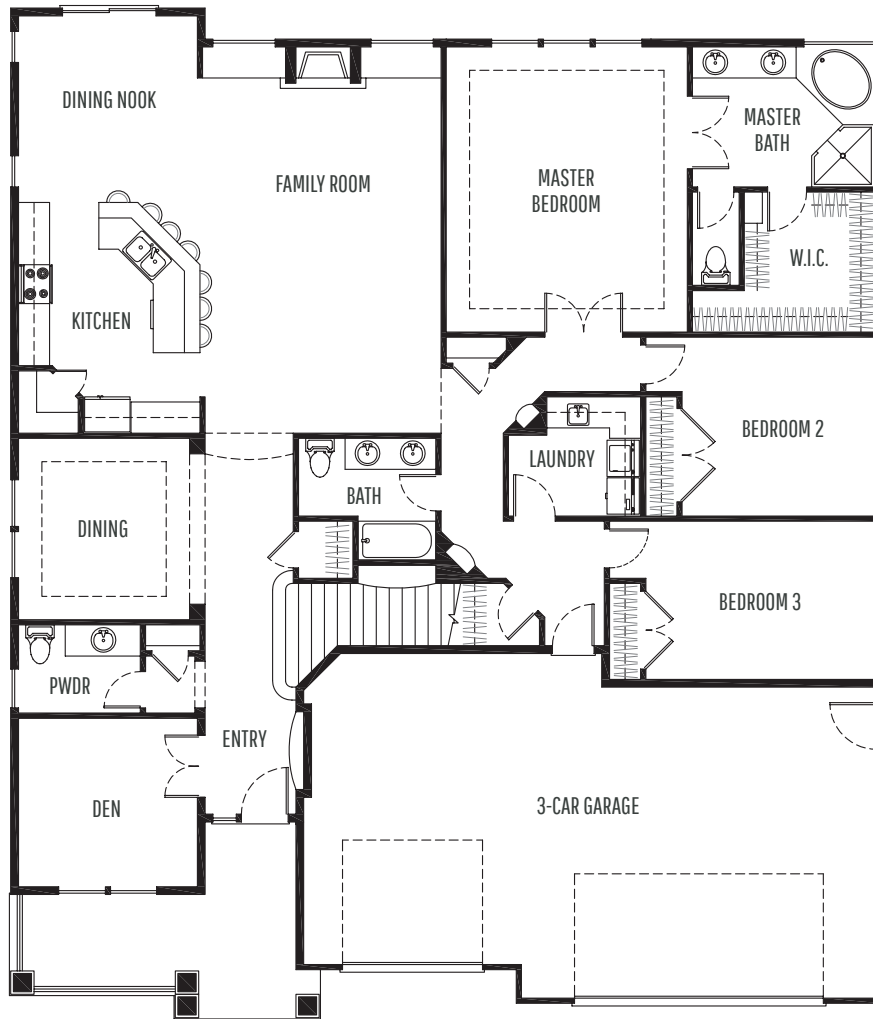 DINING NOOK
FAMILY ROOM
MASTER
BEDROOM
MASTER
BATH
W.I.C.
KITCHEN
BEDROOM 2
LAUNDRY
BATH
DINING
BEDROOM 3
PWDR
ENTRY
DEN
3-CAR GARAGE